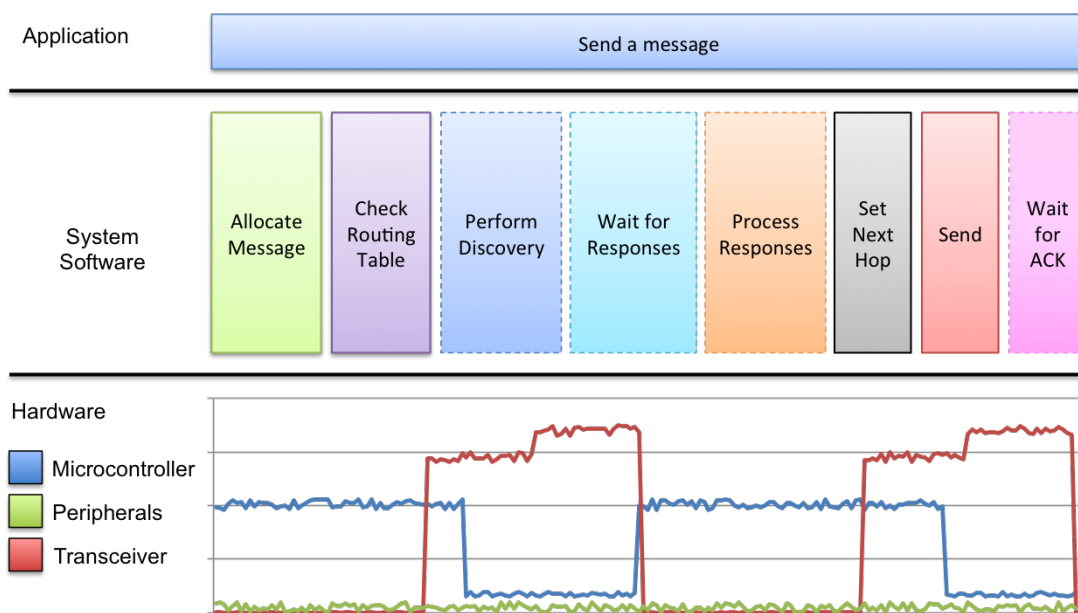 Application
Send a message
System
Software
Allocate
Message
Check
Routing
Table
Perform
Discovery
Wait for
Responses
Process
Responses
Set
Next
Hop
Send
Wait
for
ACK
Hardware
Microcontroller
Peripherals
Transceiver